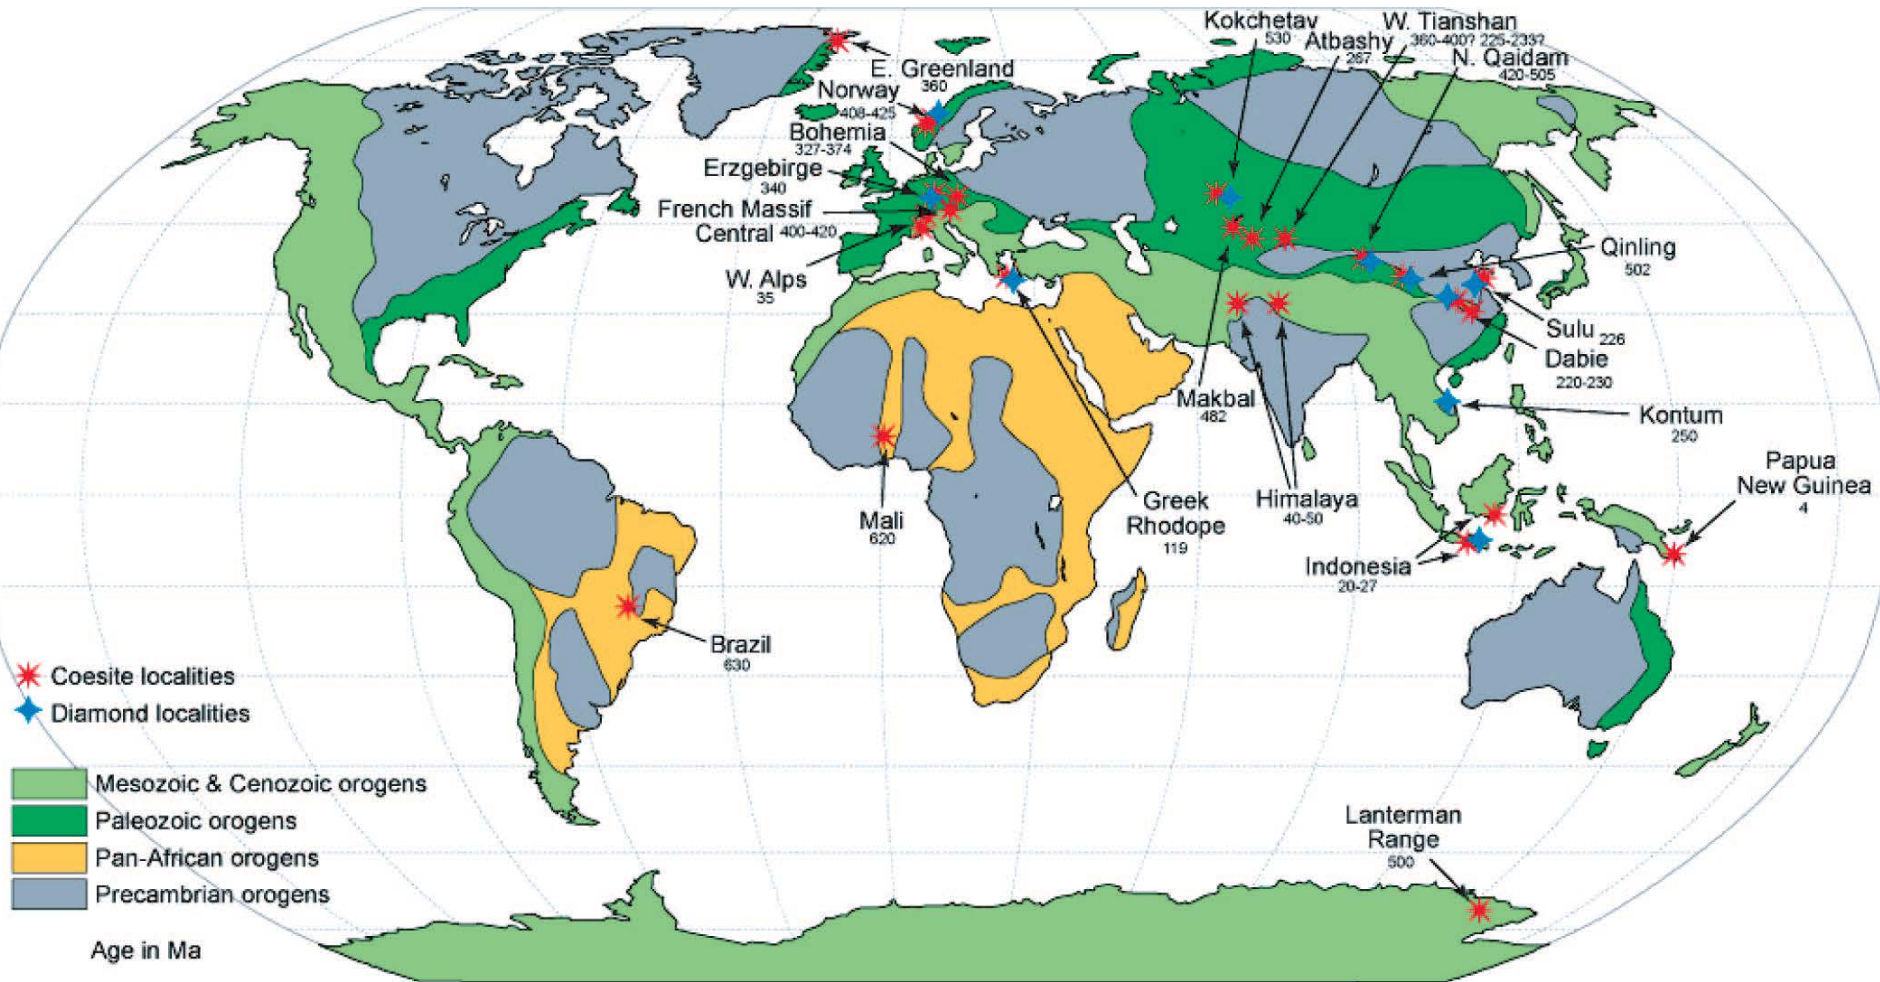 Kokchetav
530
Atbashy
267
W. Tianshan
360-400? 225-233?
N. Qaidam
420-505
E. Greenland
360
Norway
408-425
Bohemia
327-374
Erzgebirge
340
French Massif
Central 400-420
W. Alps
35
Qinling
502
Sulu 226
Dabie
220-230
Makbal
482
Kontum
250
Papua
New Guinea
4
Himalaya
40-50
Greek
Rhodope
119
Mali
620
Indonesia
20-27
Brazil
630
Coesite localities
Diamond localities
Mesozoic & Cenozoic orogens
Paleozoic orogens
Pan-African orogens
Precambrian orogens
Age in Ma
Lanterman
Range
500